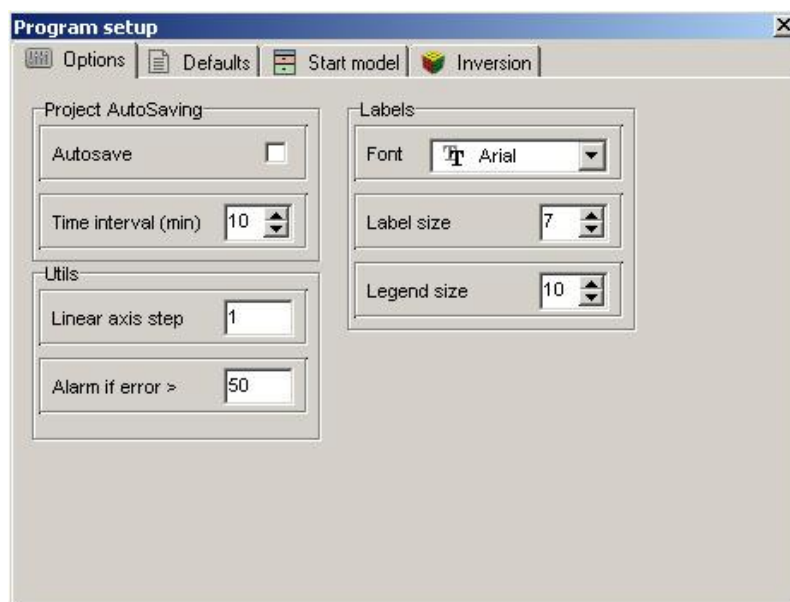 Program setup
Options Defaults Start model Inversion
Project AutoSaving
Autosave
Time interval (min) 10
Utils
Linear axis step 1
Alarm if error > 50
Labels
Font Arial
Label size 7
Legend size 10